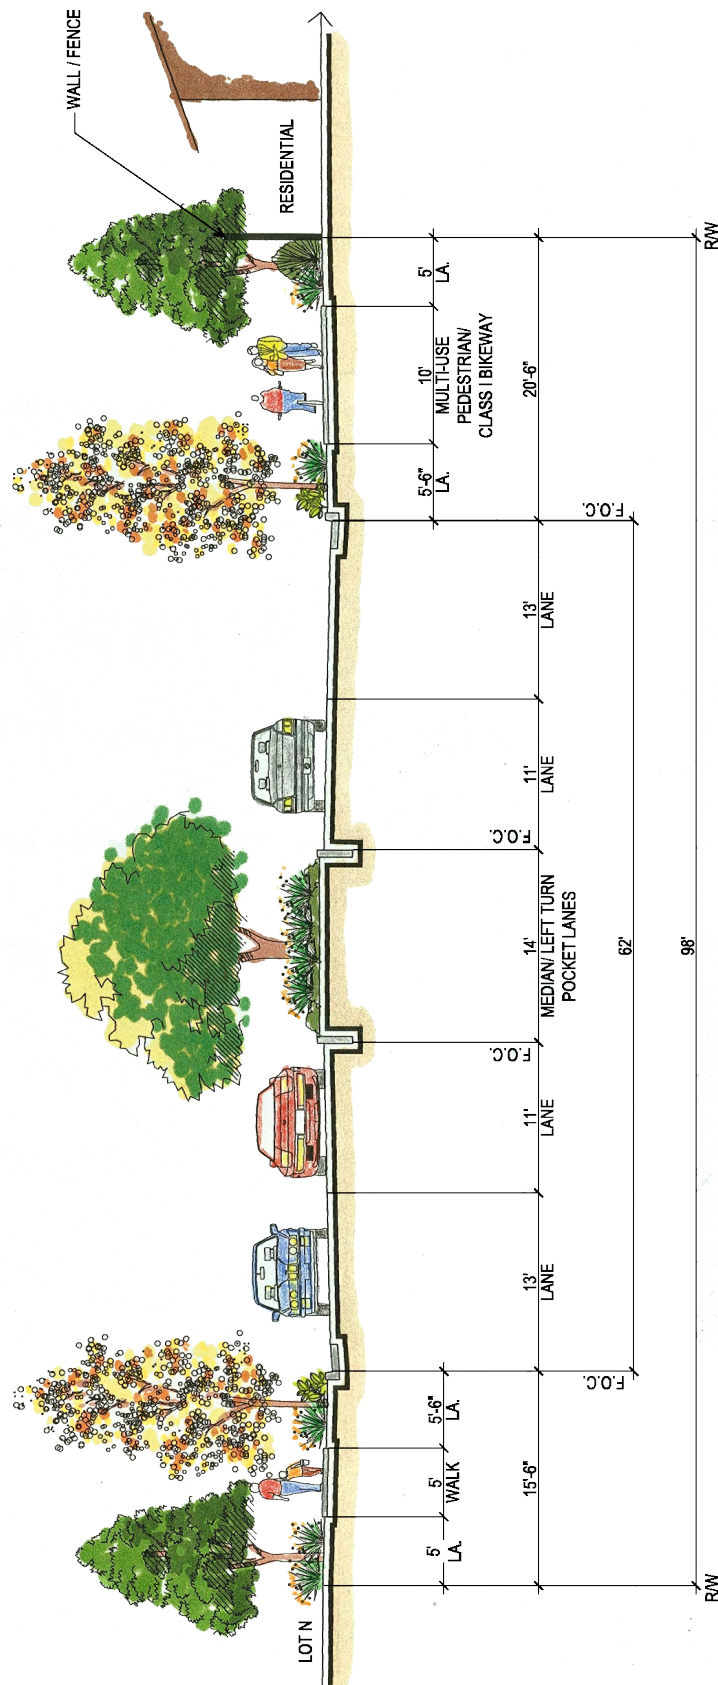 WALL / FENCE
LOT N
RESIDENTIAL
5'
LA.
5'
WALK
5'-6"
LA.
5'-6"
LA.
10'
MULTI-USE
PEDESTRIAN/
CLASS I BIKEWAY
5'
LA.
15'-6"
13'
LANE
11'
LANE
14'
MEDIAN/ LEFT TURN
POCKET LANES
11'
LANE
13'
LANE
20'-6"
F.O.C.
F.O.C.
F.O.C.
F.O.C.
62'
98'
R/W
R/W